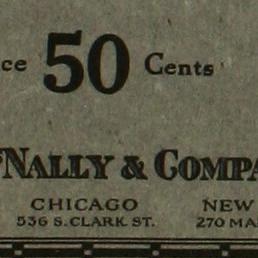 ce 50 Cents
NALLY & COMPA
CHICAGO NEW
536 S. CLARK ST. 270 MA